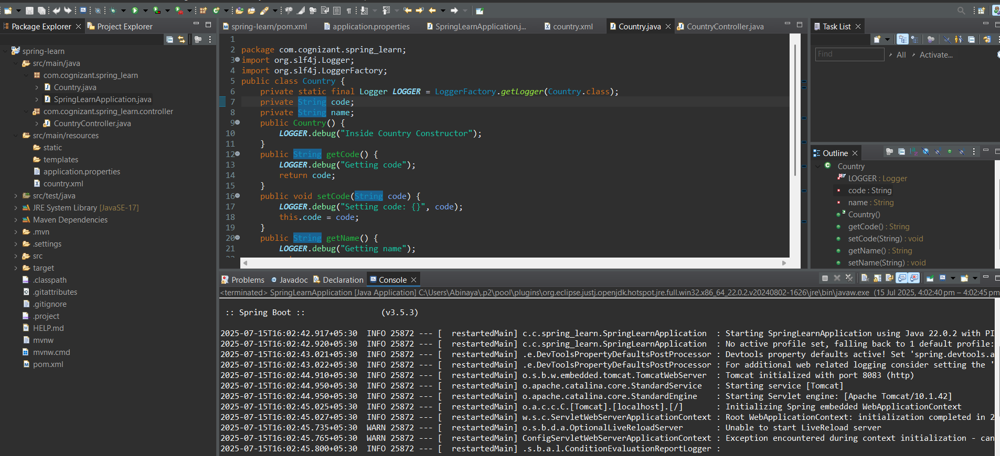 Package Explorer
Project Explorer
spring-learn
src/main/java
com.cognizant.spring_learn
Country.java
SpringLearnApplication.java
com.cognizant.spring_learn.controller
CountryController.java
src/main/resources
static
templates
application.properties
country.xml
src/test/java
JRE System Library [JavaSE-17]
Maven Dependencies
.mvn
.settings
src
target
.classpath
.gitattributes
.gitignore
.project
HELP.md
mvnw
mvnw.cmd
pom.xml
spring-learn/pom.xml
application.properties
SpringLearnApplication.j...
country.xml
Country.java
CountryController.java
1
2 package com.cognizant.spring_learn;
3 import org.slf4j.Logger;
4 import org.slf4j.LoggerFactory;
5 public class Country {
6 private static final Logger LOGGER = LoggerFactory.getLogger(Country.class);
7 private String code;
8 private String name;
9 public Country() {
10 LOGGER.debug("Inside Country Constructor");
11 }
12 public String getCode() {
13 LOGGER.debug("Getting code");
14 return code;
15 }
16 public void setCode(String code) {
17 LOGGER.debug("Setting code: {}", code);
18 this.code = code;
19 }
20 public String getName() {
21 LOGGER.debug("Getting name");
Task List
Find
All
Activate...
Outline
Country
LOGGER : Logger
code : String
name : String
Country()
getCode() : String
setCode(String) : void
getName() : String
setName(String) : void
Problems
Javadoc
Declaration
Console
<terminated> SpringLearnApplication [Java Application] C:\Users\Abinaya\.p2\pool\plugins\org.eclipse.justj.openjdk.hotspot.jre.full.win32.x86_64_22.0.2.v20240802-1626\jre\bin\javaw.exe (15 Jul 2025, 4:02:40 pm – 4:02:45 pm
:: Spring Boot :: (v3.5.3)
2025-07-15T16:02:42.917+05:30 INFO 25872 --- [ restartedMain] c.c.spring_learn.SpringLearnApplication : Starting SpringLearnApplication using Java 22.0.2 with PI
2025-07-15T16:02:42.920+05:30 INFO 25872 --- [ restartedMain] c.c.spring_learn.SpringLearnApplication : No active profile set, falling back to 1 default profile:
2025-07-15T16:02:43.021+05:30 INFO 25872 --- [ restartedMain] .e.DevToolsPropertyDefaultsPostProcessor : Devtools property defaults active! Set 'spring.devtools.a
2025-07-15T16:02:43.022+05:30 INFO 25872 --- [ restartedMain] .e.DevToolsPropertyDefaultsPostProcessor : For additional web related logging consider setting the '
2025-07-15T16:02:44.910+05:30 INFO 25872 --- [ restartedMain] o.s.b.w.embedded.tomcat.TomcatWebServer : Tomcat initialized with port 8083 (http)
2025-07-15T16:02:44.950+05:30 INFO 25872 --- [ restartedMain] o.apache.catalina.core.StandardService : Starting service [Tomcat]
2025-07-15T16:02:44.950+05:30 INFO 25872 --- [ restartedMain] o.apache.catalina.core.StandardEngine : Starting Servlet engine: [Apache Tomcat/10.1.42]
2025-07-15T16:02:45.025+05:30 INFO 25872 --- [ restartedMain] o.a.c.c.C.[Tomcat].[localhost].[/] : Initializing Spring embedded WebApplicationContext
2025-07-15T16:02:45.027+05:30 INFO 25872 --- [ restartedMain] w.s.c.ServletWebServerApplicationContext : Root WebApplicationContext: initialization completed in 2
2025-07-15T16:02:45.735+05:30 WARN 25872 --- [ restartedMain] o.s.b.d.a.OptionalLiveReloadServer : Unable to start LiveReload server
2025-07-15T16:02:45.765+05:30 WARN 25872 --- [ restartedMain] ConfigServletWebServerApplicationContext : Exception encountered during context initialization - can
2025-07-15T16:02:45.800+05:30 INFO 25872 --- [ restartedMain] .s.b.a.l.ConditionEvaluationReportLogger :